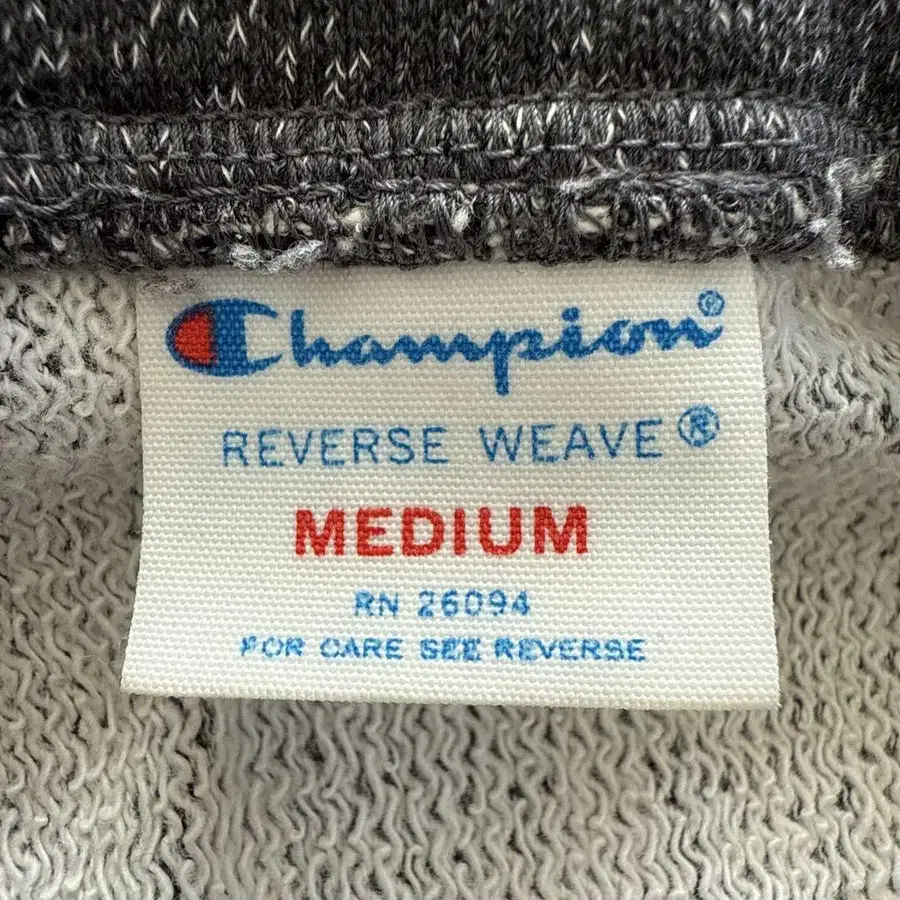 Champion®
REVERSE WEAVE®
MEDIUM
RN 26094
FOR CARE SEE REVERSE